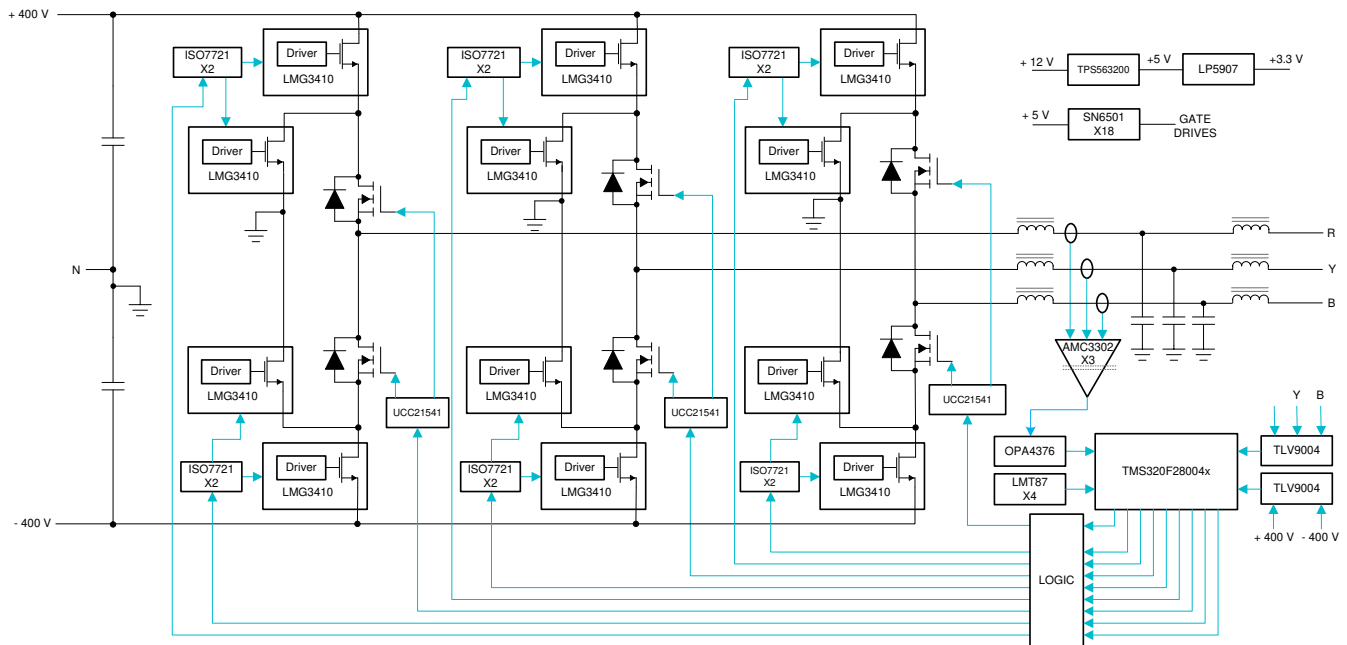 + 400 V
ISO7721
X2
Driver
LMG3410
ISO7721
X2
Driver
LMG3410
ISO7721
X2
Driver
LMG3410
+ 12 V
TPS563200
+5 V
LP5907
+3.3 V
+ 5 V
SN6501
X18
GATE
DRIVES
Driver
LMG3410
Driver
LMG3410
Driver
LMG3410
R
N
Y
B
AMC3302
X3
Driver
LMG3410
UCC21541
Driver
LMG3410
UCC21541
Driver
LMG3410
UCC21541
Y
B
ISO7721
X2
Driver
LMG3410
ISO7721
X2
Driver
LMG3410
ISO7721
X2
Driver
LMG3410
OPA4376
LMT87
X4
TMS320F28004x
TLV9004
TLV9004
- 400 V
+ 400 V
- 400 V
LOGIC